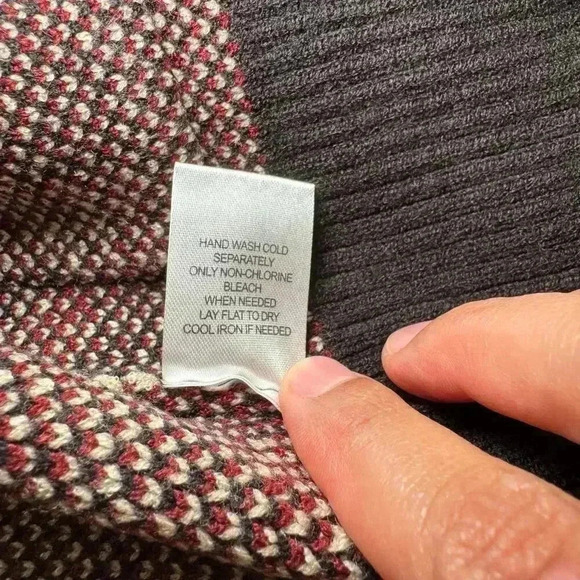 HAND WASH COLD
SEPARATELY
ONLY NON-CHLORINE
BLEACH
WHEN NEEDED
LAY FLAT TO DRY
COOL IRON IF NEEDED